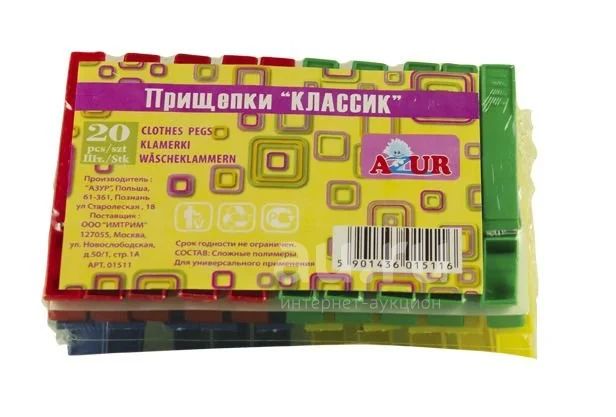 Прищепки "КЛАССИК"
20
pcs/szt
Шт./Stk
CLOTHES PEGS
KLAMERKI
WÄSCHEKLAMMERN
AZUR
Производитель :
"АЗУР", Польша,
61-361, Познань
ул Старолеская , 18
Поставщик :
ООО "ИМТРИМ"
127055, Москва,
ул. Новослободская,
д.50/1, стр.1А
АРТ. 01511
Срок годности не ограничен.
СОСТАВ: Сложные полимеры.
Для универсального применения
5 901436 015116
интернет-аукцион